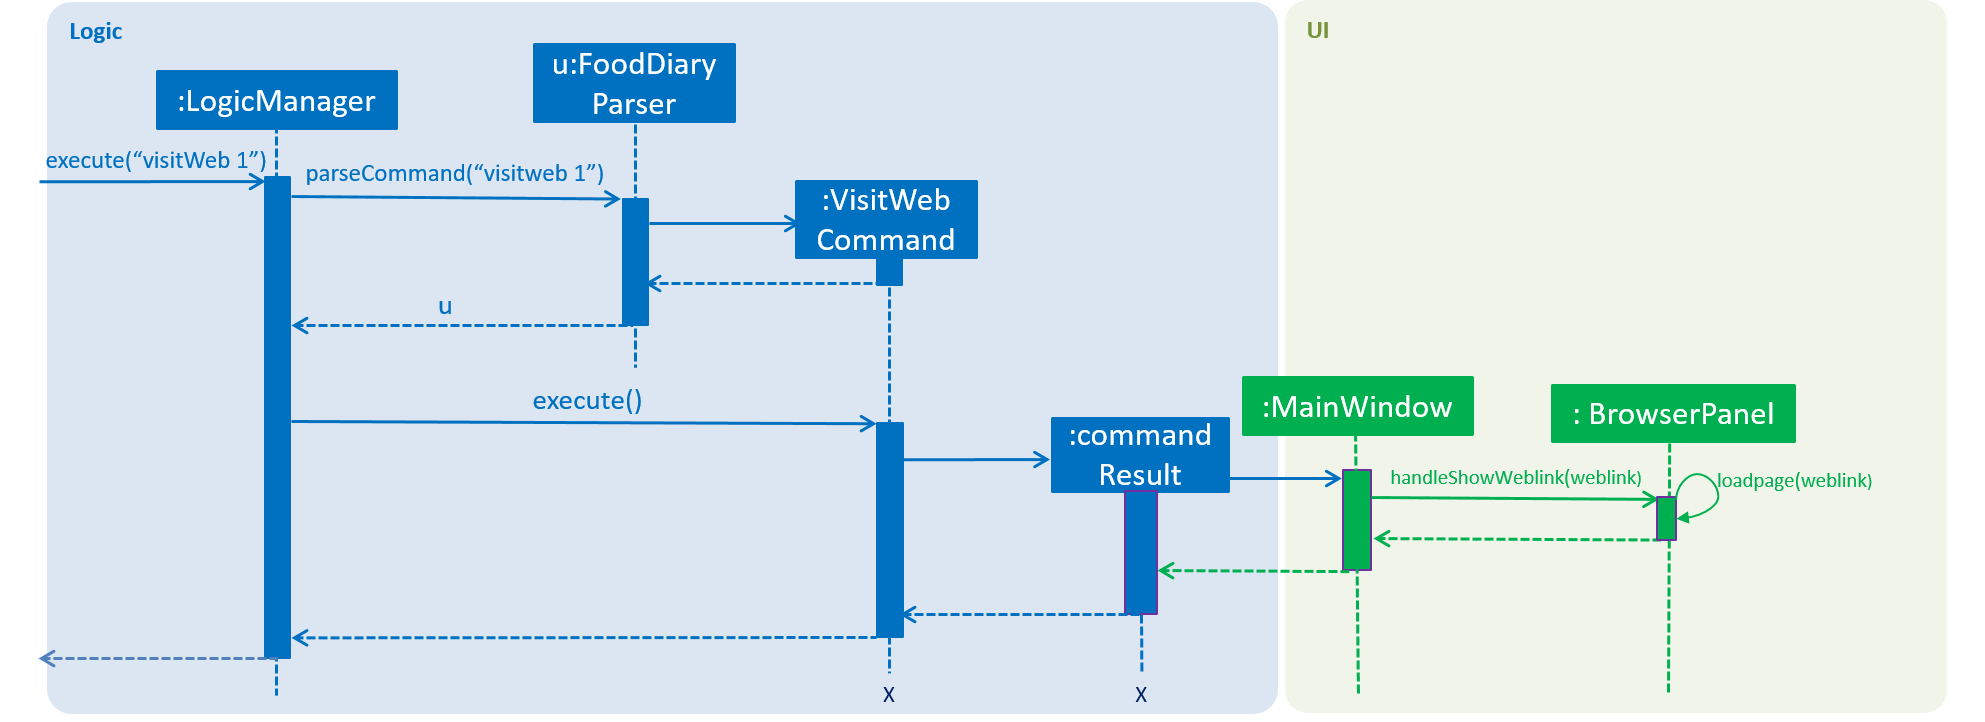 Logic
UI
:LogicManager
u:FoodDiary
Parser
execute(“visitWeb 1”)
parseCommand(“visitweb 1”)
:VisitWeb
Command
u
execute()
:command
Result
:MainWindow
: BrowserPanel
handleShowWeblink(weblink)
loadpage(weblink)
X
X